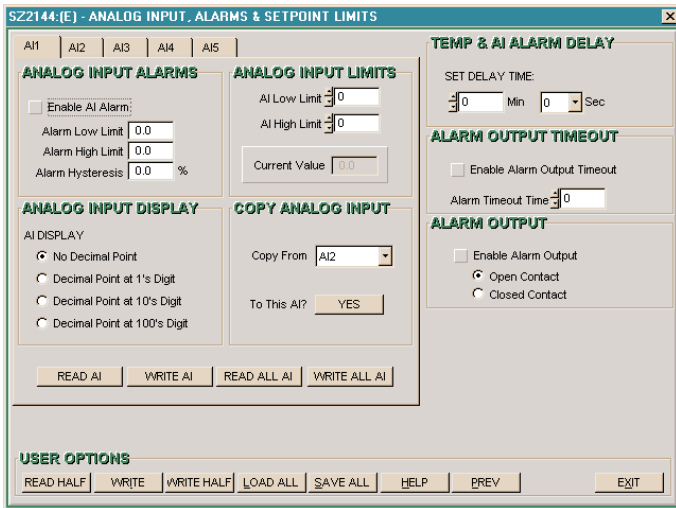 SZ2144:(E) - ANALOG INPUT, ALARMS & SETPOINT LIMITS
AI1 AI2 AI3 AI4 AI5
ANALOG INPUT ALARMS
Enable AI Alarm
Alarm Low Limit 0.0
Alarm High Limit 0.0
Alarm Hysteresis 0.0 %
ANALOG INPUT LIMITS
AI Low Limit 0
AI High Limit 0
Current Value 0.0
ANALOG INPUT DISPLAY
AI DISPLAY
No Decimal Point
Decimal Point at 1's Digit
Decimal Point at 10's Digit
Decimal Point at 100's Digit
COPY ANALOG INPUT
Copy From AI2
To This AI? YES
READ AI WRITE AI READ ALL AI WRITE ALL AI
TEMP & AI ALARM DELAY
SET DELAY TIME:
0 Min 0 Sec
ALARM OUTPUT TIMEOUT
Enable Alarm Output Timeout
Alarm Timeout Time 0
ALARM OUTPUT
Enable Alarm Output
Open Contact
Closed Contact
USER OPTIONS
READ HALF WRITE WRITE HALF LOAD ALL SAVE ALL HELP PREV EXIT